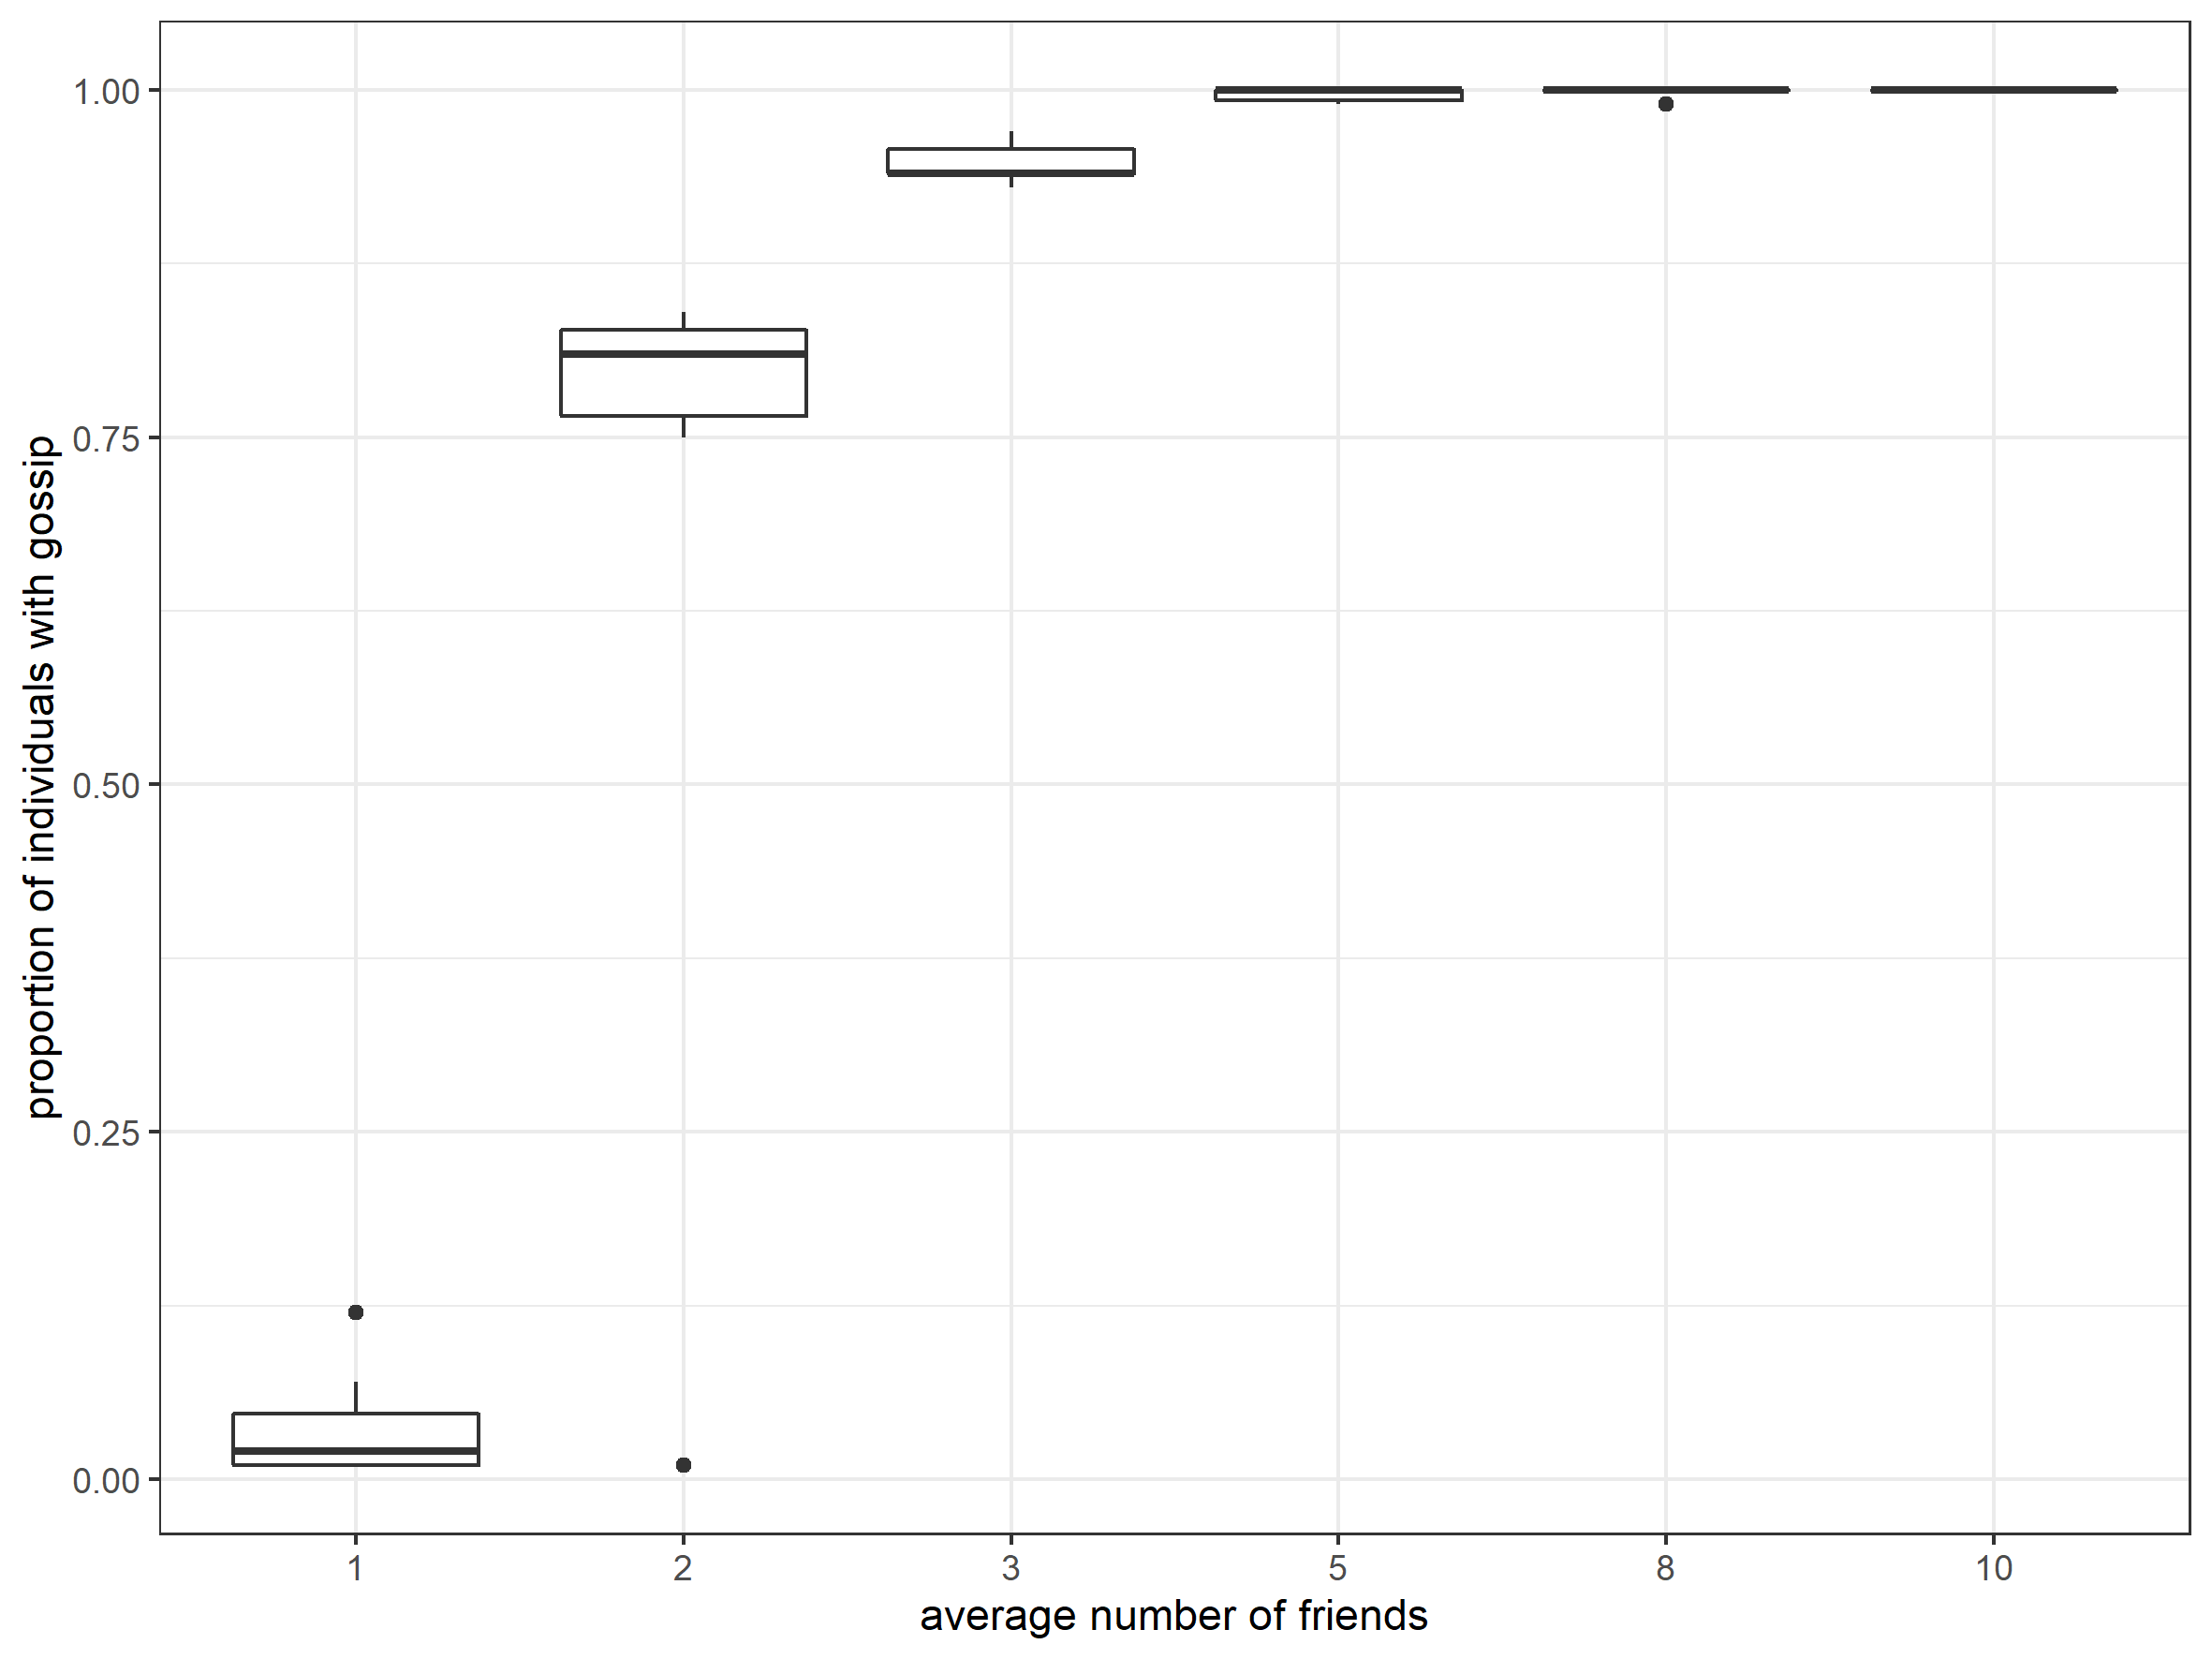 proportion of individuals with gossip
1.00
0.75
0.50
0.25
0.00
1 2 3 5 8 10
average number of friends